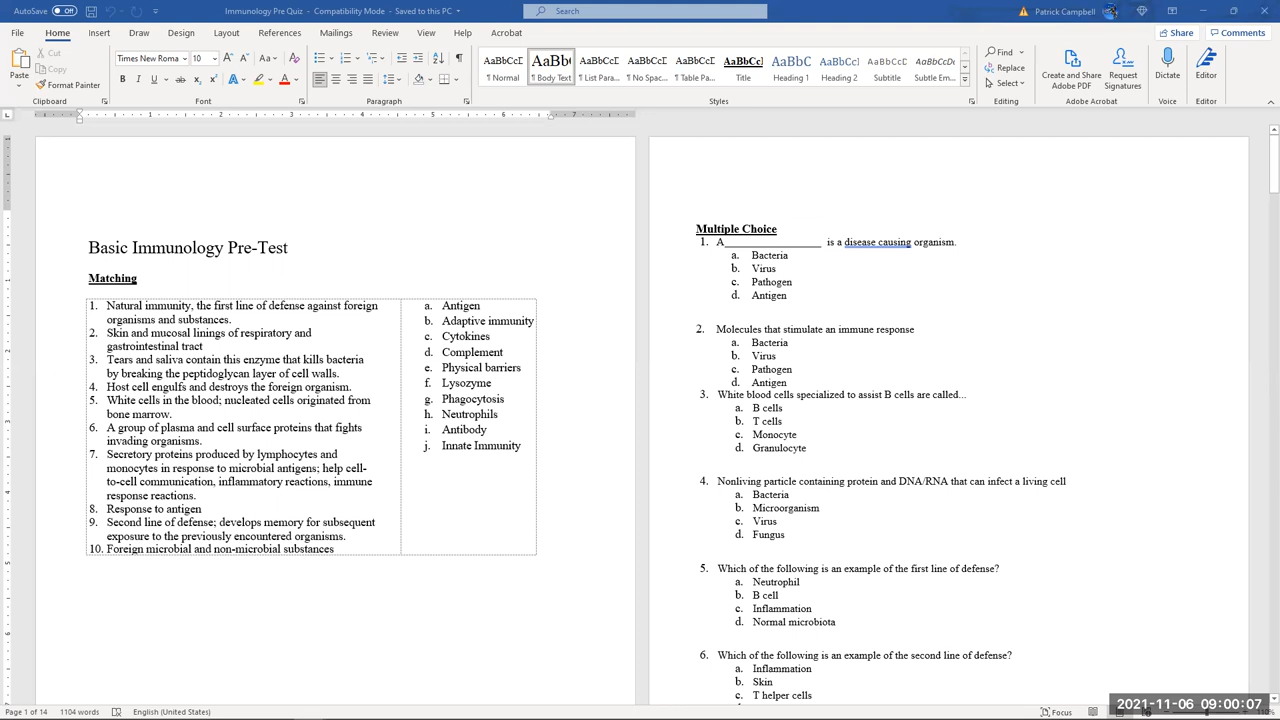 AutoSave Off Immunology Pre Quiz - Compatibility Mode - Saved to this PC Search Patrick Campbell
File Home Insert Draw Design Layout References Mailings Review View Help Acrobat Share Comments
Paste Cut Copy Format Painter
Times New Roma 10
AaBbCcDc ¶ Normal
AaBb( ¶ Body Text
¶ List Para...
¶ No Spac...
¶ Table Pa...
Title
Heading 1
Heading 2
Subtitle
Subtle Em...
Find
Replace
Select
Create and Share Adobe PDF
Request Signatures
Dictate
Editor
Clipboard Font Paragraph Styles Editing Adobe Acrobat Voice Editor
Basic Immunology Pre-Test
Matching
1. Natural immunity, the first line of defense against foreign
organisms and substances.
2. Skin and mucosal linings of respiratory and
gastrointestinal tract
3. Tears and saliva contain this enzyme that kills bacteria
by breaking the peptidoglycan layer of cell walls.
4. Host cell engulfs and destroys the foreign organism.
5. White cells in the blood; nucleated cells originated from
bone marrow.
6. A group of plasma and cell surface proteins that fights
invading organisms.
7. Secretory proteins produced by lymphocytes and
monocytes in response to microbial antigens; help cell-
to-cell communication, inflammatory reactions, immune
response reactions.
8. Response to antigen
9. Second line of defense; develops memory for subsequent
exposure to the previously encountered organisms.
10. Foreign microbial and non-microbial substances
a. Antigen
b. Adaptive immunity
c. Cytokines
d. Complement
e. Physical barriers
f. Lysozyme
g. Phagocytosis
h. Neutrophils
i. Antibody
j. Innate Immunity
Multiple Choice
1. A__________________ is a disease causing organism.
a. Bacteria
b. Virus
c. Pathogen
d. Antigen
2. Molecules that stimulate an immune response
a. Bacteria
b. Virus
c. Pathogen
d. Antigen
3. White blood cells specialized to assist B cells are called...
a. B cells
b. T cells
c. Monocyte
d. Granulocyte
4. Nonliving particle containing protein and DNA/RNA that can infect a living cell
a. Bacteria
b. Microorganism
c. Virus
d. Fungus
5. Which of the following is an example of the first line of defense?
a. Neutrophil
b. B cell
c. Inflammation
d. Normal microbiota
6. Which of the following is an example of the second line of defense?
a. Inflammation
b. Skin
c. T helper cells
Page 1 of 14 1104 words English (United States) Focus
2021-11-06 09:00:07